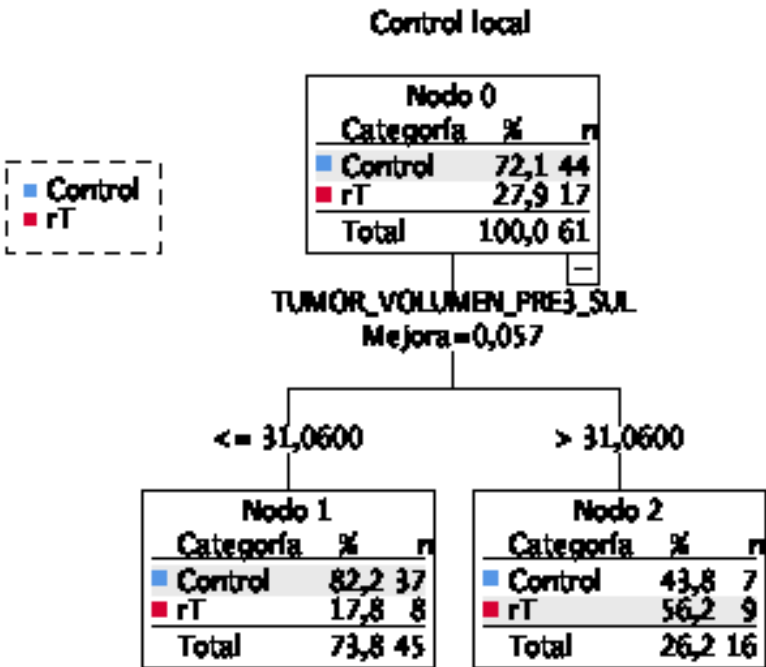 Control local
Nodo 0
Categoría % n
Control 72,1 44
rT 27,9 17
Total 100,0 61
Control
rT
TUMOR_VOLUMEN_PRE3_SUL
Mejora=0,057
<= 31,0600
> 31,0600
Nodo 1
Categoría % n
Control 82,2 37
rT 17,8 8
Total 73,8 45
Nodo 2
Categoría % n
Control 43,8 7
rT 56,2 9
Total 26,2 16